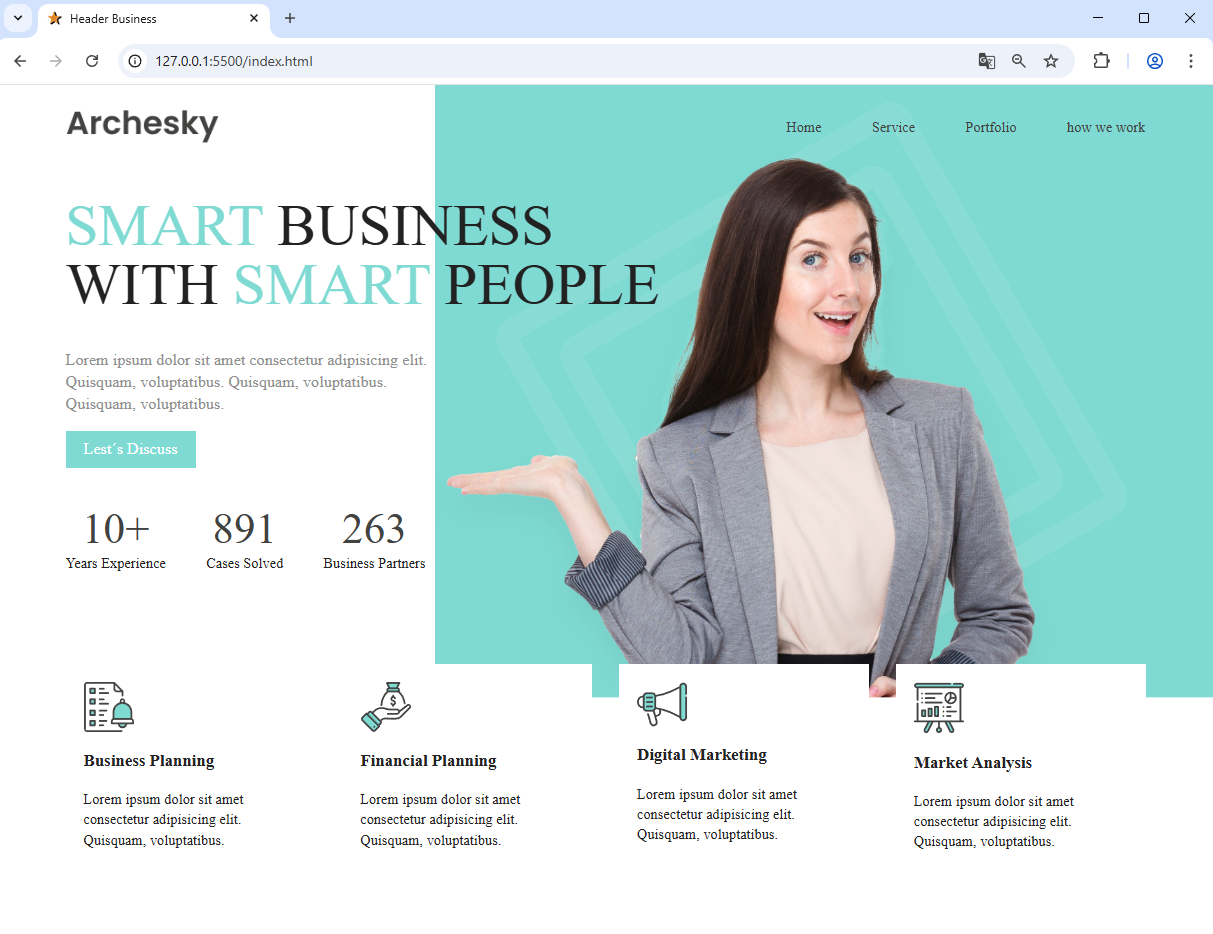 Header Business
127.0.0.1:5500/index.html
Archesky
Home
Service
Portfolio
how we work
SMART BUSINESS
WITH SMART PEOPLE
Lorem ipsum dolor sit amet consectetur adipisicing elit.
Quisquam, voluptatibus. Quisquam, voluptatibus.
Quisquam, voluptatibus.
Lest´s Discuss
10+
Years Experience
891
Cases Solved
263
Business Partners
Business Planning
Lorem ipsum dolor sit amet
consectetur adipisicing elit.
Quisquam, voluptatibus.
Financial Planning
Lorem ipsum dolor sit amet
consectetur adipisicing elit.
Quisquam, voluptatibus.
Digital Marketing
Lorem ipsum dolor sit amet
consectetur adipisicing elit.
Quisquam, voluptatibus.
Market Analysis
Lorem ipsum dolor sit amet
consectetur adipisicing elit.
Quisquam, voluptatibus.